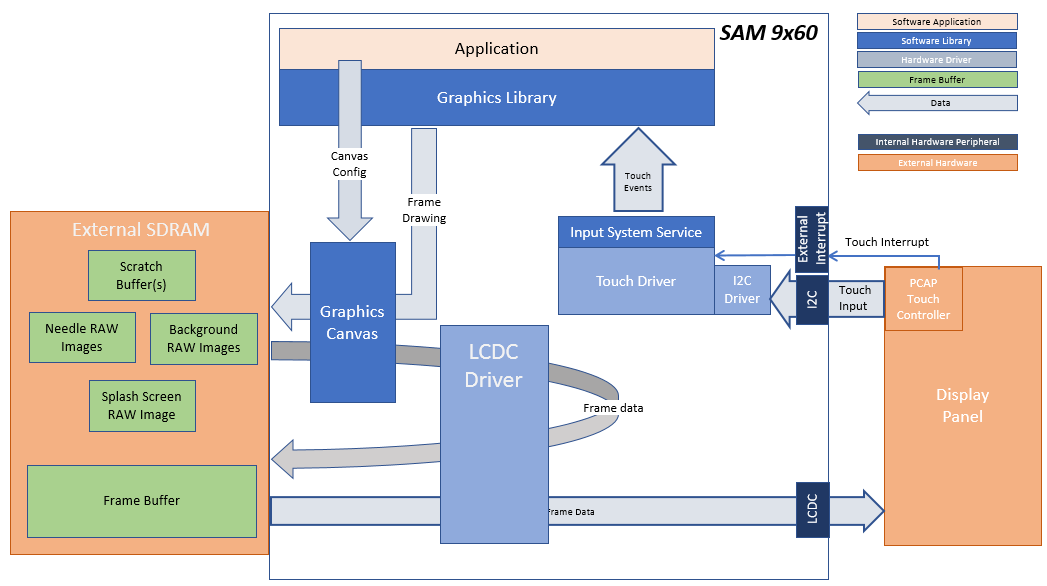 SAM 9x60
Application
Graphics Library
Canvas
Config
Frame
Drawing
Touch
Events
Software Application
Software Library
Hardware Driver
Frame Buffer
Data
Internal Hardware Peripheral
External Hardware
External SDRAM
Scratch
Buffer(s)
Needle RAW
Images
Background
RAW Images
Splash Screen
RAW Image
Frame Buffer
Graphics
Canvas
LCDC
Driver
Frame data
Frame Data
Input System Service
Touch Driver
I2C
Driver
External
Interrupt
I2C
LCDC
Touch Interrupt
Touch
Input
PCAP
Touch
Controller
Display
Panel